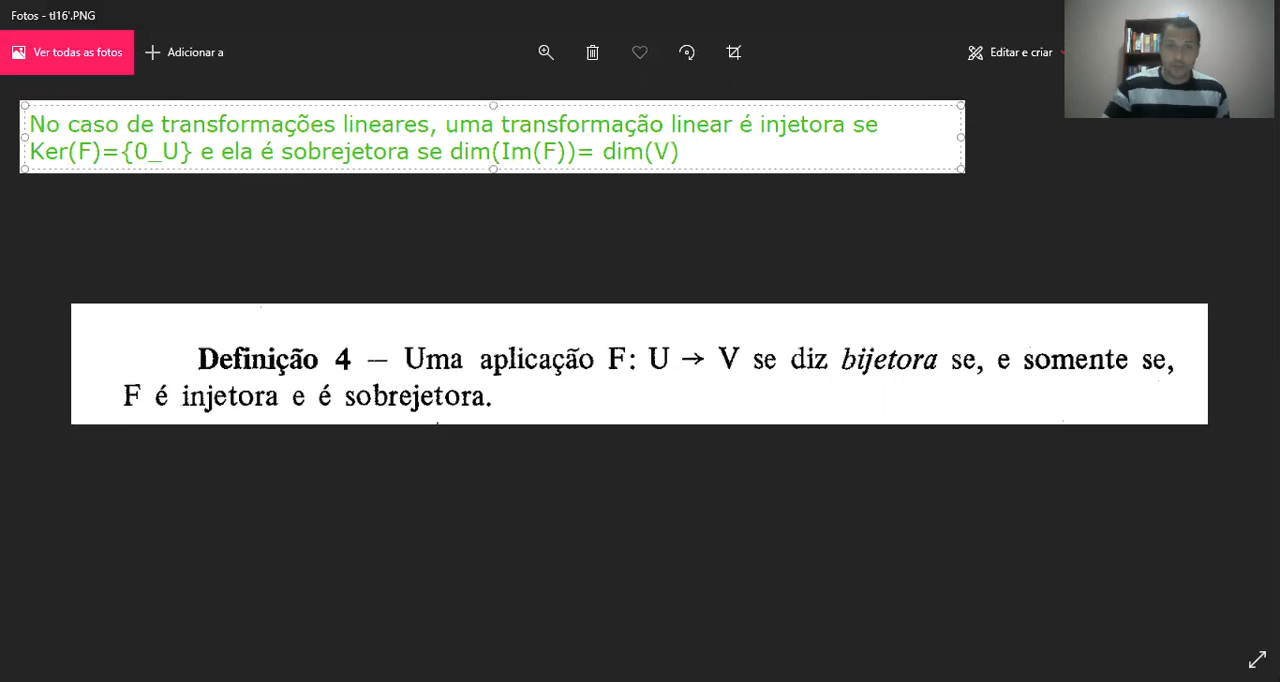 Fotos - tl16'.PNG
Ver todas as fotos
Adicionar a
Editar e criar
No caso de transformações lineares, uma transformação linear é injetora se
Ker(F)={0_U} e ela é sobrejetora se dim(Im(F))= dim(V)
Definição 4 — Uma aplicação F: U → V se diz bijetora se, e somente se,
F é injetora e é sobrejetora.